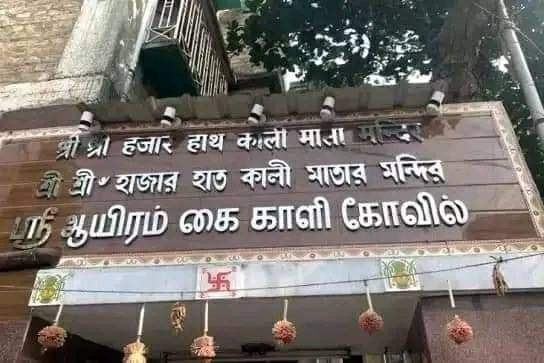 श्री श्री हजार हाथ काली माता मन्दिर
শ্রী শ্রী ৺ হাজার হাত কালী মাতার মন্দির
ஸ்ரீ ஆயிரம் கை காளி கோவில்